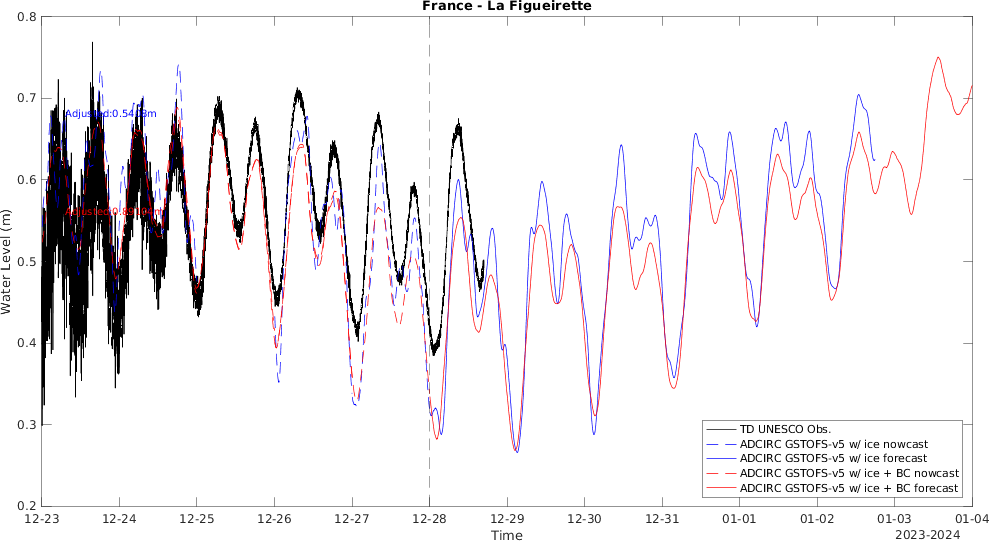 France - La Figueirette
Water Level (m)
0.8
0.7
0.6
0.5
0.4
0.3
0.2
Adjusted:0.5
TD UNESCO Obs.
ADCIRC GSTOFS-v5 w/ ice nowcast
ADCIRC GSTOFS-v5 w/ ice forecast
ADCIRC GSTOFS-v5 w/ ice + BC nowcast
ADCIRC GSTOFS-v5 w/ ice + BC forecast
12-23 12-24 12-25 12-26 12-27 12-28 12-29 12-30 12-31 01-01 01-02 01-03 01-04
Time
2023-2024